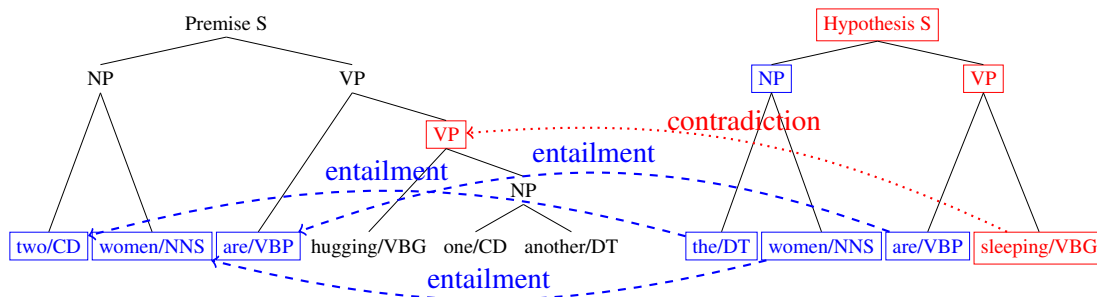 Premise S Hypothesis S
NP VP NP VP
VP contradiction
entailment entailment
NP
two/CD women/NNS are/VBP hugging/VBG one/CD another/DT the/DT women/NNS are/VBP sleeping/VBG
entailment